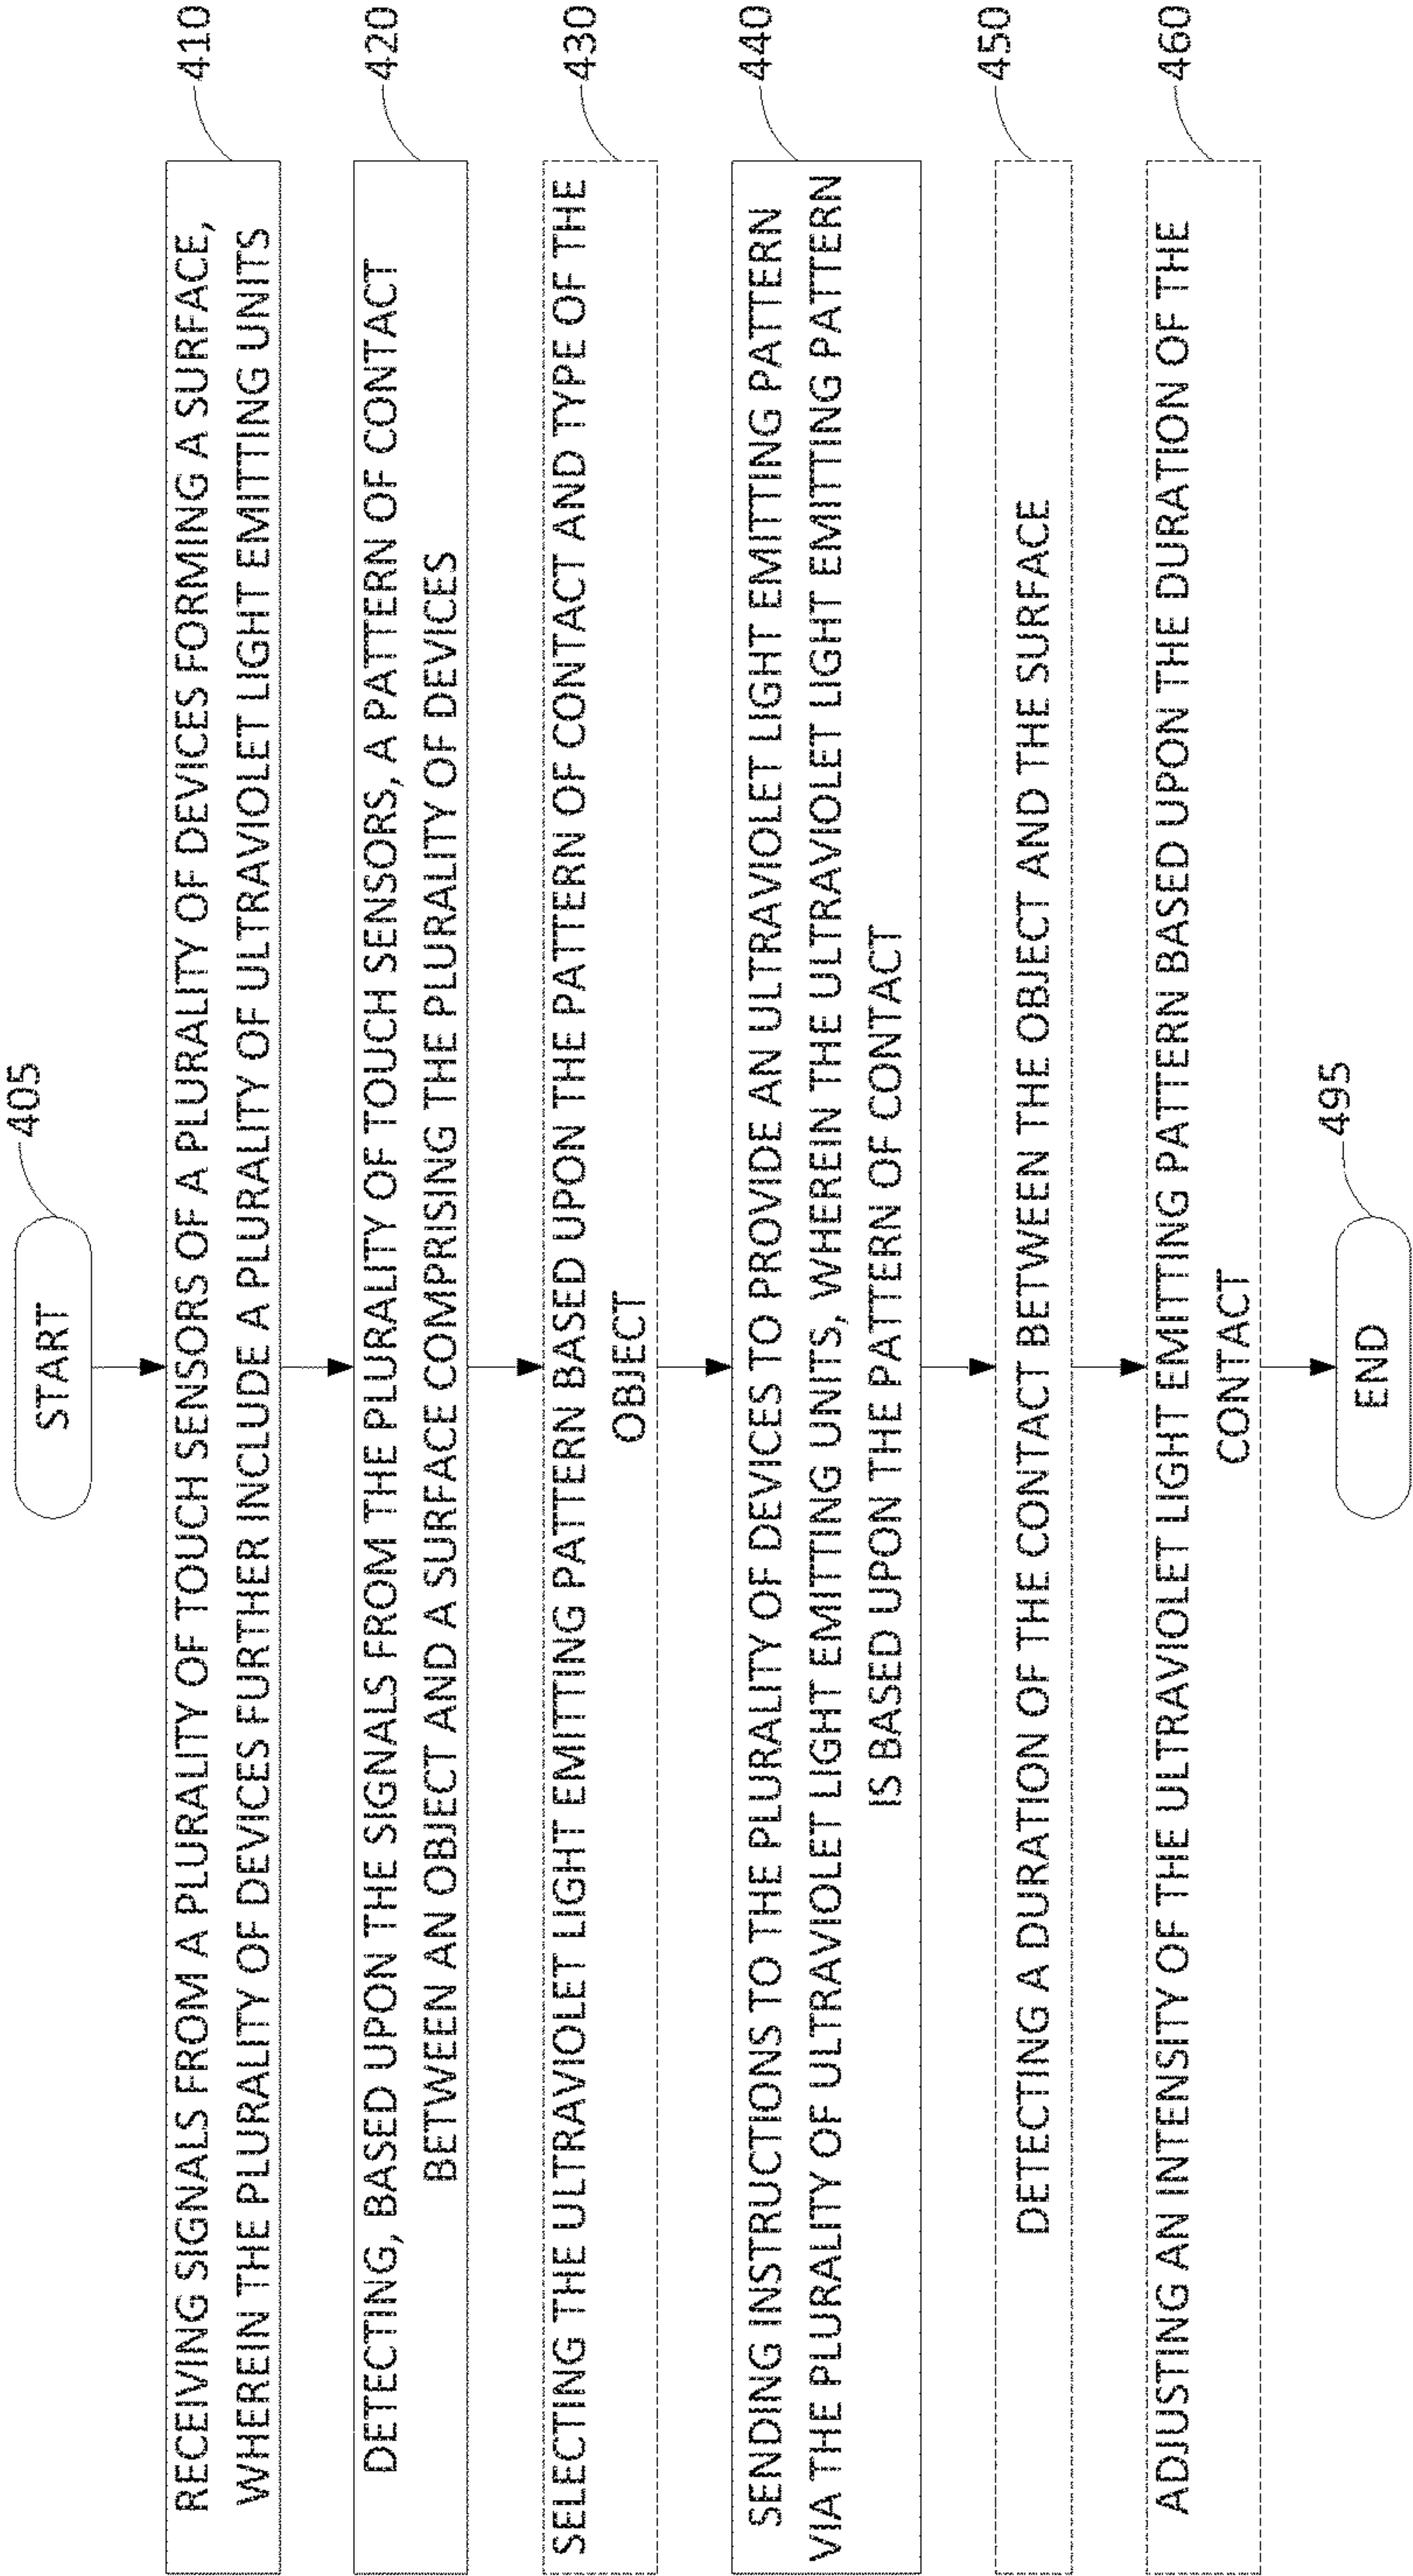 405
START
410
RECEIVING SIGNALS FROM A PLURALITY OF TOUCH SENSORS OF A PLURALITY OF DEVICES FORMING A SURFACE,
WHEREIN THE PLURALITY OF DEVICES FURTHER INCLUDE A PLURALITY OF ULTRAVIOLET LIGHT EMITTING UNITS
420
DETECTING, BASED UPON THE SIGNALS FROM THE PLURALITY OF TOUCH SENSORS, A PATTERN OF CONTACT
BETWEEN AN OBJECT AND A SURFACE COMPRISING THE PLURALITY OF DEVICES
430
SELECTING THE ULTRAVIOLET LIGHT EMITTING PATTERN BASED UPON THE PATTERN OF CONTACT AND TYPE OF THE
OBJECT
440
SENDING INSTRUCTIONS TO THE PLURALITY OF DEVICES TO PROVIDE AN ULTRAVIOLET LIGHT EMITTING PATTERN
VIA THE PLURALITY OF ULTRAVIOLET LIGHT EMITTING UNITS, WHEREIN THE ULTRAVIOLET LIGHT EMITTING PATTERN
IS BASED UPON THE PATTERN OF CONTACT
450
DETECTING A DURATION OF THE CONTACT BETWEEN THE OBJECT AND THE SURFACE
460
ADJUSTING AN INTENSITY OF THE ULTRAVIOLET LIGHT EMITTING PATTERN BASED UPON THE DURATION OF THE
CONTACT
495
END